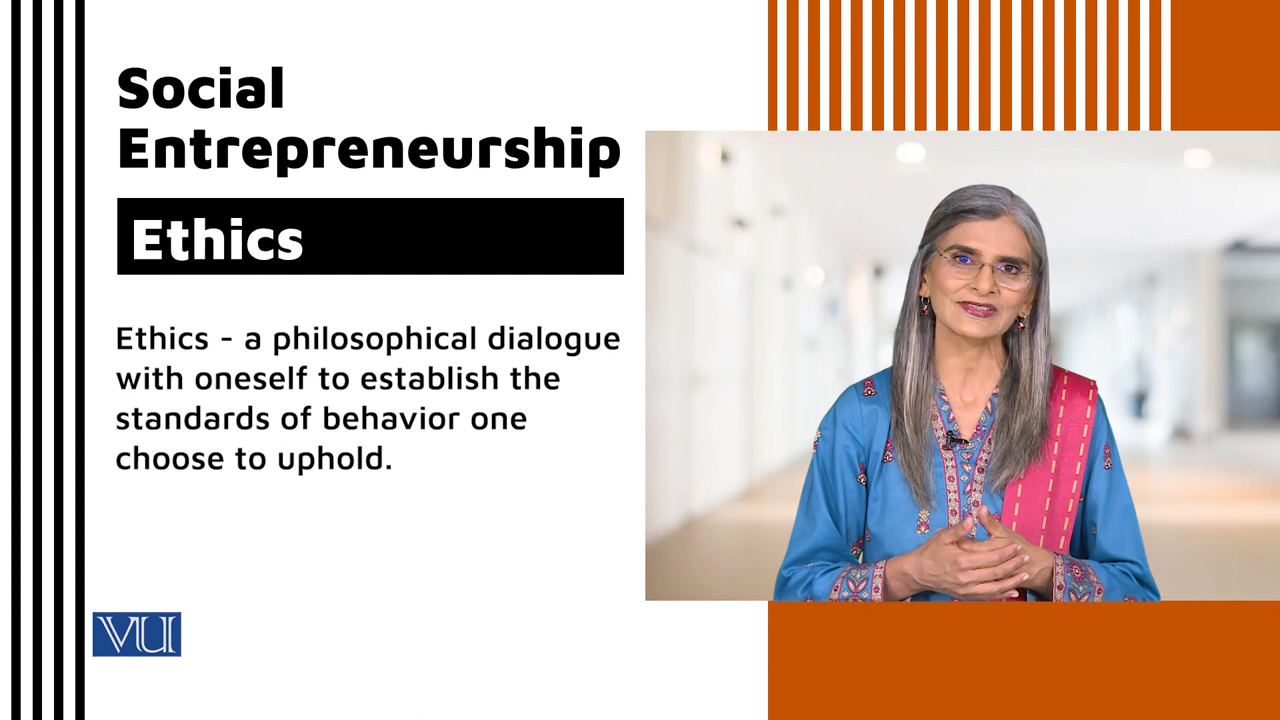 Social
Entrepreneurship
Ethics
Ethics - a philosophical dialogue
with oneself to establish the
standards of behavior one
choose to uphold.
VU